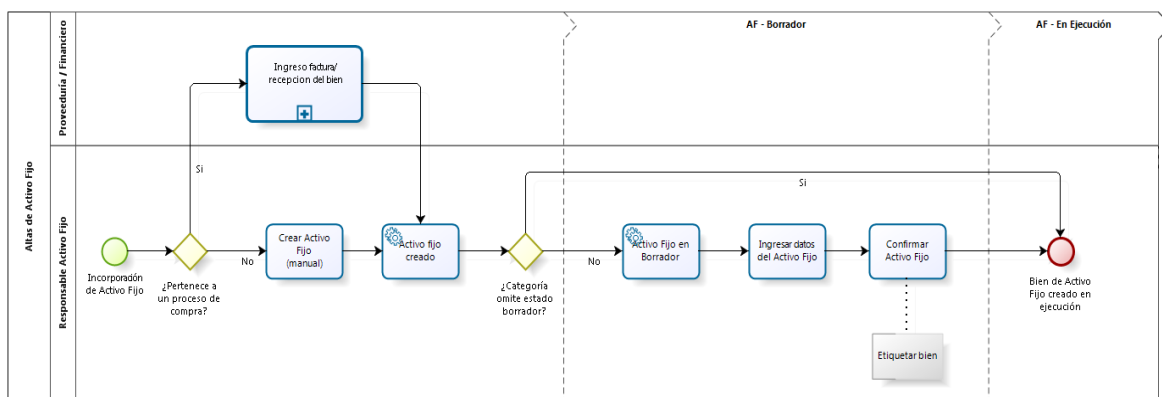 AF - Borrador
AF - En Ejecución
Altas de Activo Fijo
Proveeduría / Financiero
Ingreso factura/
recepcion del bien
Si
Responsable Activo Fijo
Incorporación
de Activo Fijo
¿Pertenece a
un proceso de
compra?
No
Crear Activo
Fijo
(manual)
Activo fijo
creado
¿Categoría
omite estado
borrador?
Si
No
Activo Fijo en
Borrador
Ingresar datos
del Activo Fijo
Confirmar
Activo Fijo
Etiquetar bien
Bien de Activo
Fijo creado en
ejecución